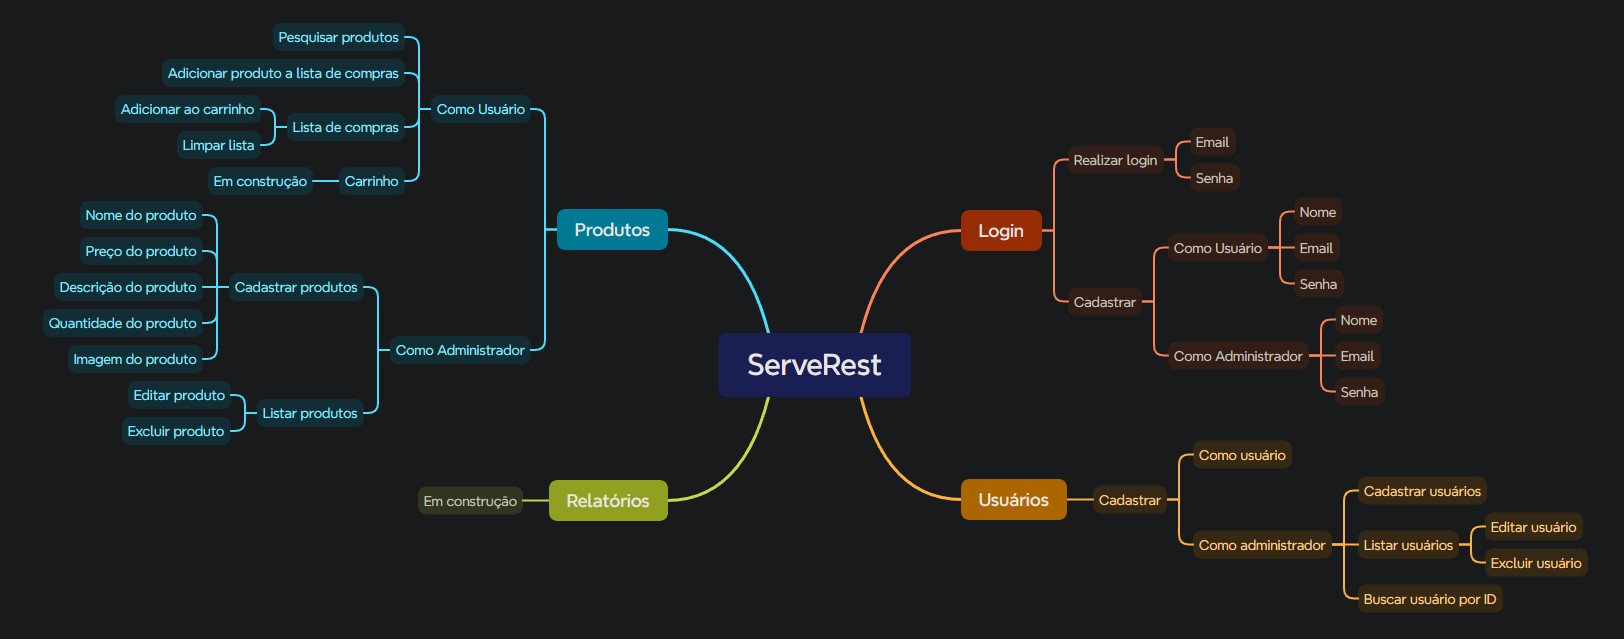 ServeRest
Produtos
Como Usuário
Pesquisar produtos
Adicionar produto a lista de compras
Lista de compras
Adicionar ao carrinho
Limpar lista
Carrinho
Em construção
Como Administrador
Cadastrar produtos
Nome do produto
Preço do produto
Descrição do produto
Quantidade do produto
Imagem do produto
Listar produtos
Editar produto
Excluir produto
Relatórios
Em construção
Login
Realizar login
Email
Senha
Cadastrar
Como Usuário
Nome
Email
Senha
Como Administrador
Nome
Email
Senha
Usuários
Cadastrar
Como usuário
Como administrador
Cadastrar usuários
Listar usuários
Editar usuário
Excluir usuário
Buscar usuário por ID